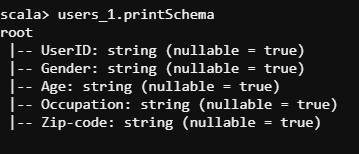 scala> users_1.printSchema
root
 |-- UserID: string (nullable = true)
 |-- Gender: string (nullable = true)
 |-- Age: string (nullable = true)
 |-- Occupation: string (nullable = true)
 |-- Zip-code: string (nullable = true)